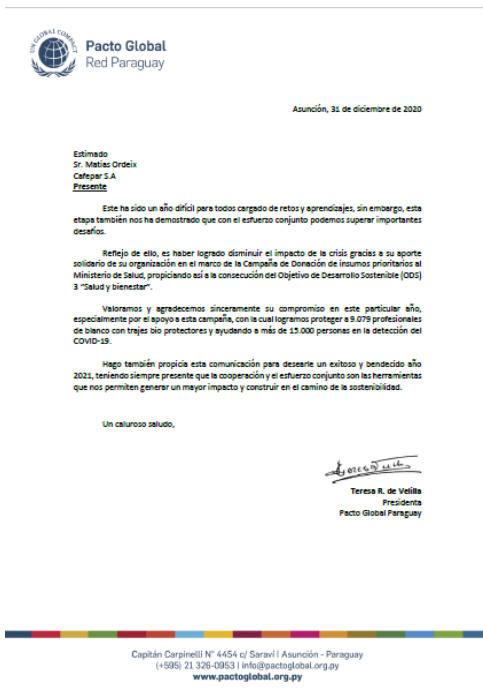 UN GLOBAL COMPACT
Pacto Global
Red Paraguay
Asunción, 31 de diciembre de 2020
Estimado
Sr. Matias Ordeix
Cafepar S.A
Presente
Este ha sido un año difícil para todos cargado de retos y aprendizajes, sin embargo, esta
etapa también nos ha demostrado que con el esfuerzo conjunto podemos superar importantes
desafíos.
Reflejo de ello, es haber logrado disminuir el impacto de la crisis gracias a su aporte
solidario de su organización en el marco de la Campaña de Donación de insumos prioritarios al
Ministerio de Salud, propiciando así a la consecución del Objetivo de Desarrollo Sostenible (ODS)
3 “Salud y bienestar”.
Valoramos y agradecemos sinceramente su compromiso en este particular año,
especialmente por el apoyo a esta campaña, con la cual logramos proteger a 9.079 profesionales
de blanco con trajes bio protectores y ayudando a más de 15.000 personas en la detección del
COVID-19.
Hago también propicia esta comunicación para desearle un exitoso y bendecido año
2021, teniendo siempre presente que la cooperación y el esfuerzo conjunto son las herramientas
que nos permiten generar un mayor impacto y construir en el camino de la sostenibilidad.
Un caluroso saludo,
Teresa R. de Velilla
Presidenta
Pacto Global Paraguay
Capitán Carpinelli N° 4454 c/ Saraví | Asunción - Paraguay
(+595) 21 326-0953 | info@pactoglobal.org.py
www.pactoglobal.org.py